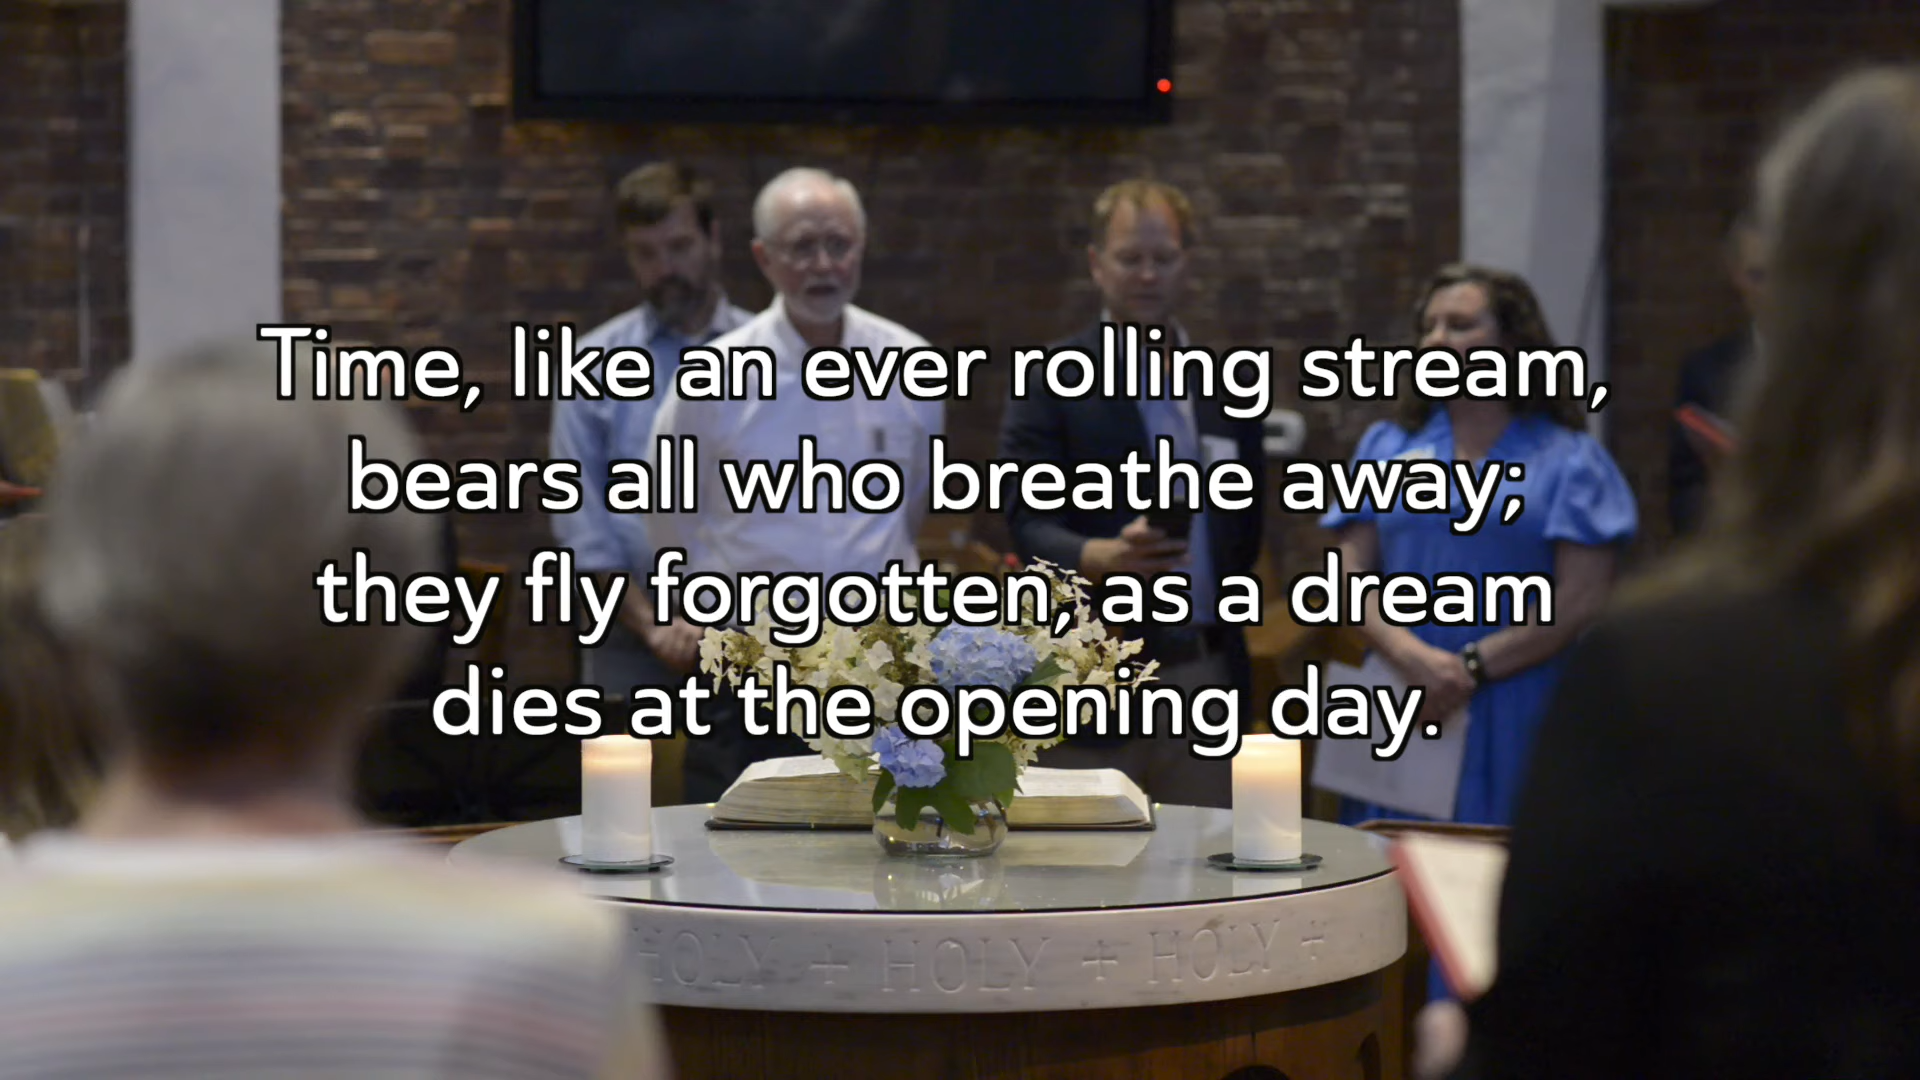 Time, like an ever rolling stream,
bears all who breathe away;
they fly forgotten, as a dream
dies at the opening day.
HOLY + HOLY + HOLY +